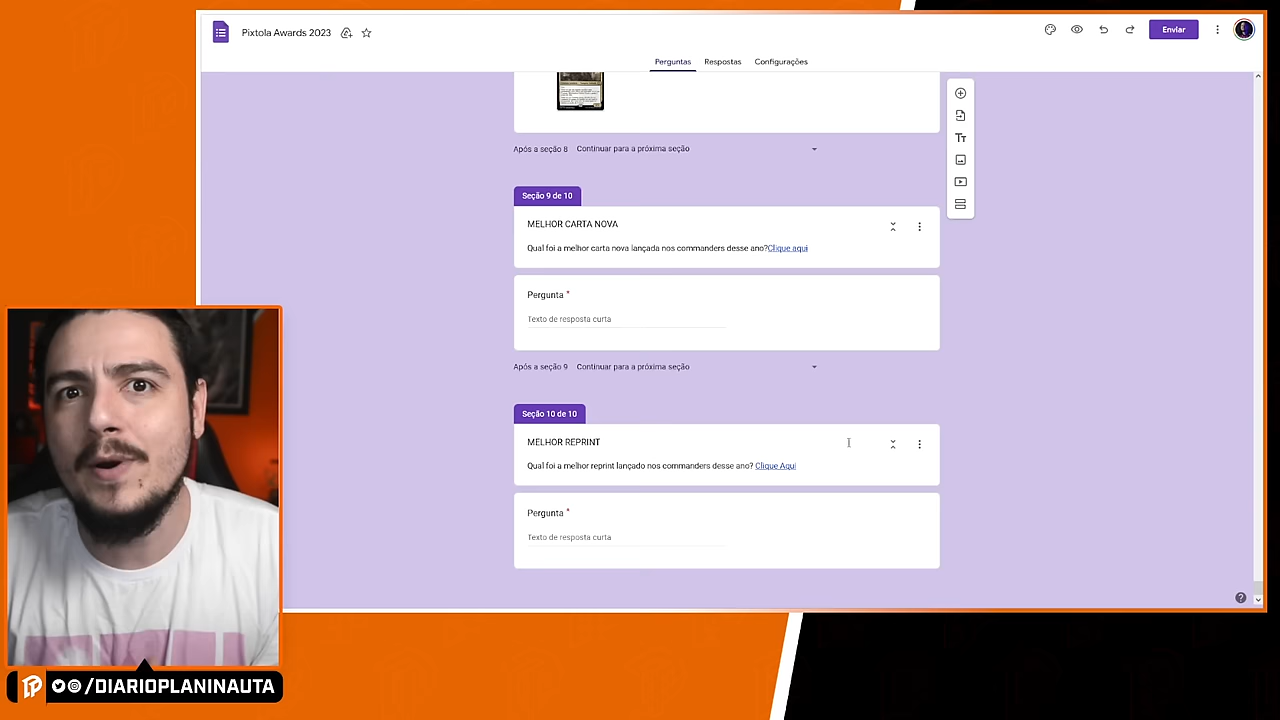 Pixtola Awards 2023
Enviar
Perguntas
Respostas
Configurações
Após a seção 8
Continuar para a próxima seção
Seção 9 de 10
MELHOR CARTA NOVA
Qual foi a melhor carta nova lançada nos commanders desse ano?Clique aqui
Pergunta *
Texto de resposta curta
Após a seção 9
Continuar para a próxima seção
Seção 10 de 10
MELHOR REPRINT
Qual foi a melhor reprint lançado nos commanders desse ano? Clique Aqui
Pergunta *
Texto de resposta curta
/DIARIOPLANINAUTA